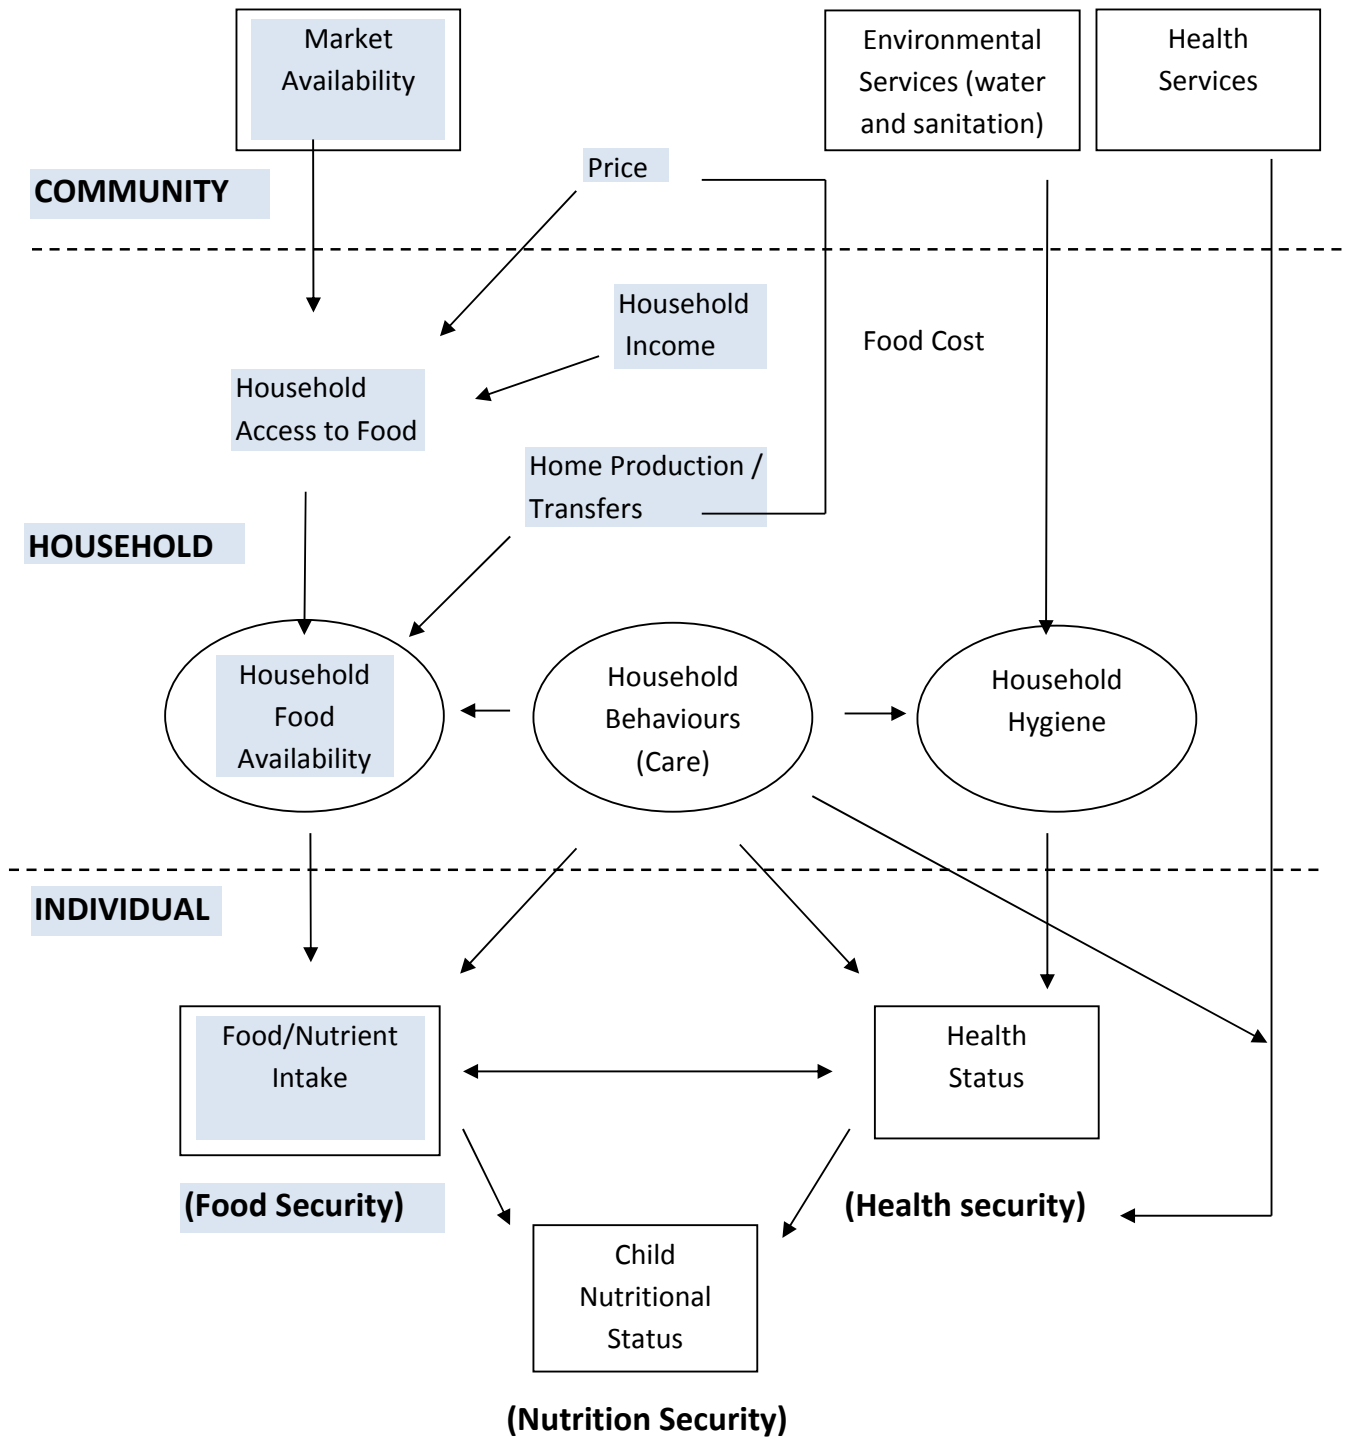 Market
Availability
Environmental
Services (water
and sanitation)
Health
Services
Price
COMMUNITY
Household
Income
Food Cost
Household
Access to Food
Home Production /
Transfers
HOUSEHOLD
Household
Food
Availability
Household
Behaviours
(Care)
Household
Hygiene
INDIVIDUAL
Food/Nutrient
Intake
Health
Status
(Food Security)
(Health security)
Child
Nutritional
Status
(Nutrition Security)